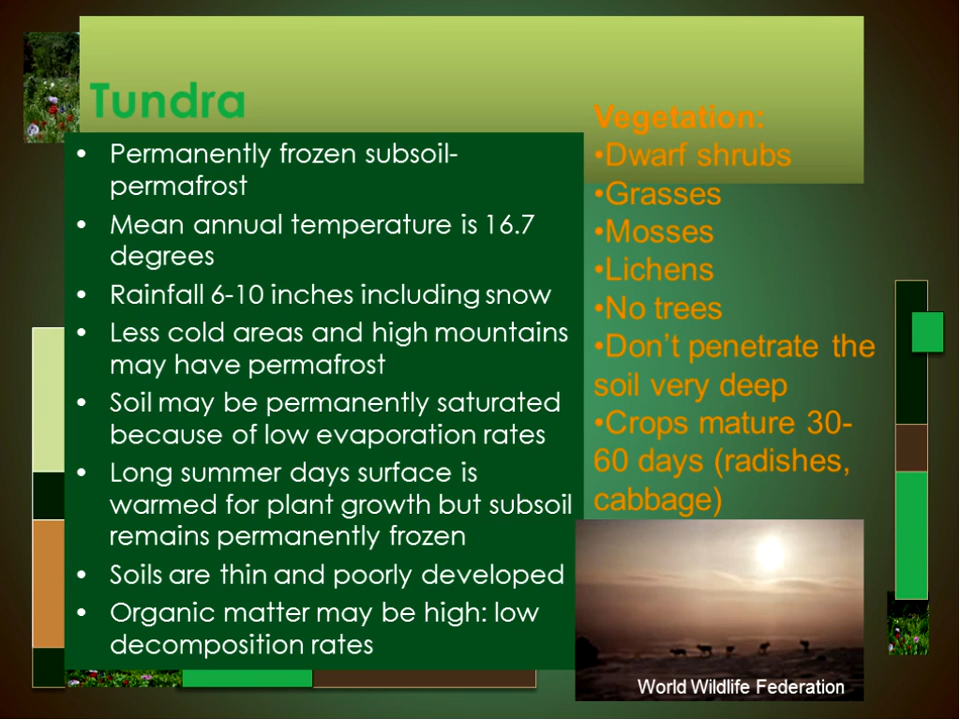 Tundra
• Permanently frozen subsoil-
permafrost
• Mean annual temperature is 16.7
degrees
• Rainfall 6-10 inches including snow
• Less cold areas and high mountains
may have permafrost
• Soil may be permanently saturated
because of low evaporation rates
• Long summer days surface is
warmed for plant growth but subsoil
remains permanently frozen
• Soils are thin and poorly developed
• Organic matter may be high: low
decomposition rates
Vegetation:
•Dwarf shrubs
•Grasses
•Mosses
•Lichens
•No trees
•Don’t penetrate the
soil very deep
•Crops mature 30-
60 days (radishes,
cabbage)
World Wildlife Federation